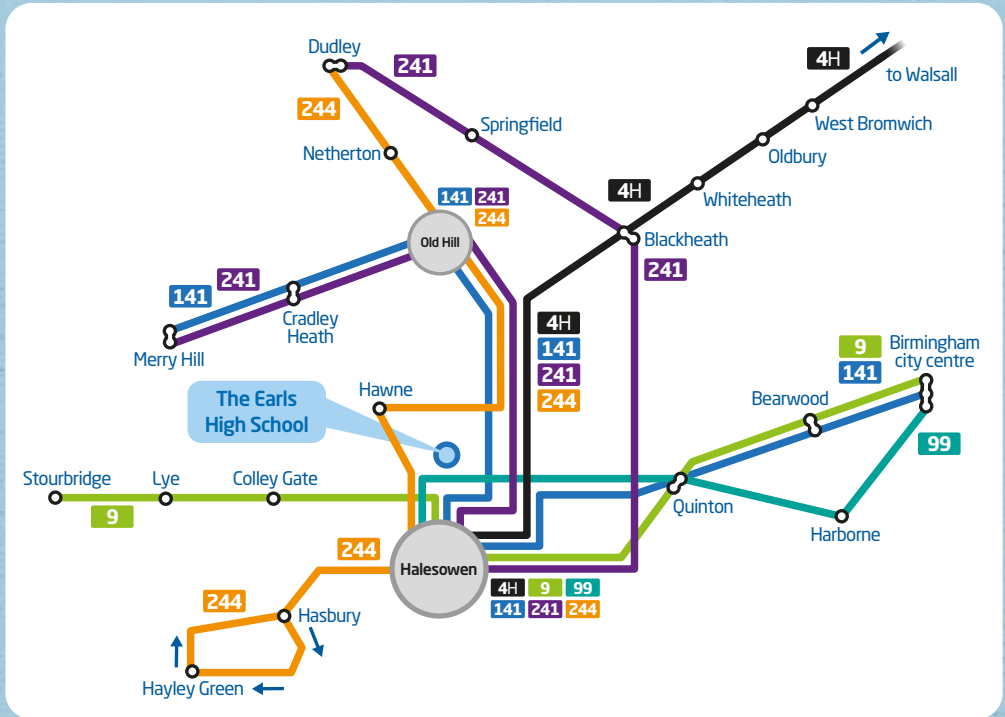 Dudley
241
4H
to Walsall
244
West Bromwich
Springfield
Oldbury
Netherton
4H
Whiteheath
141 241
244
Old Hill
Blackheath
241
241
141
Cradley
Heath
Merry Hill
4H
141
241
244
9
141
Birmingham
city centre
Hawne
The Earls
High School
Bearwood
99
Stourbridge
Lye
Colley Gate
9
Quinton
Harborne
244
Halesowen
4H 9 99
141 241 244
244
Hasbury
Hayley Green